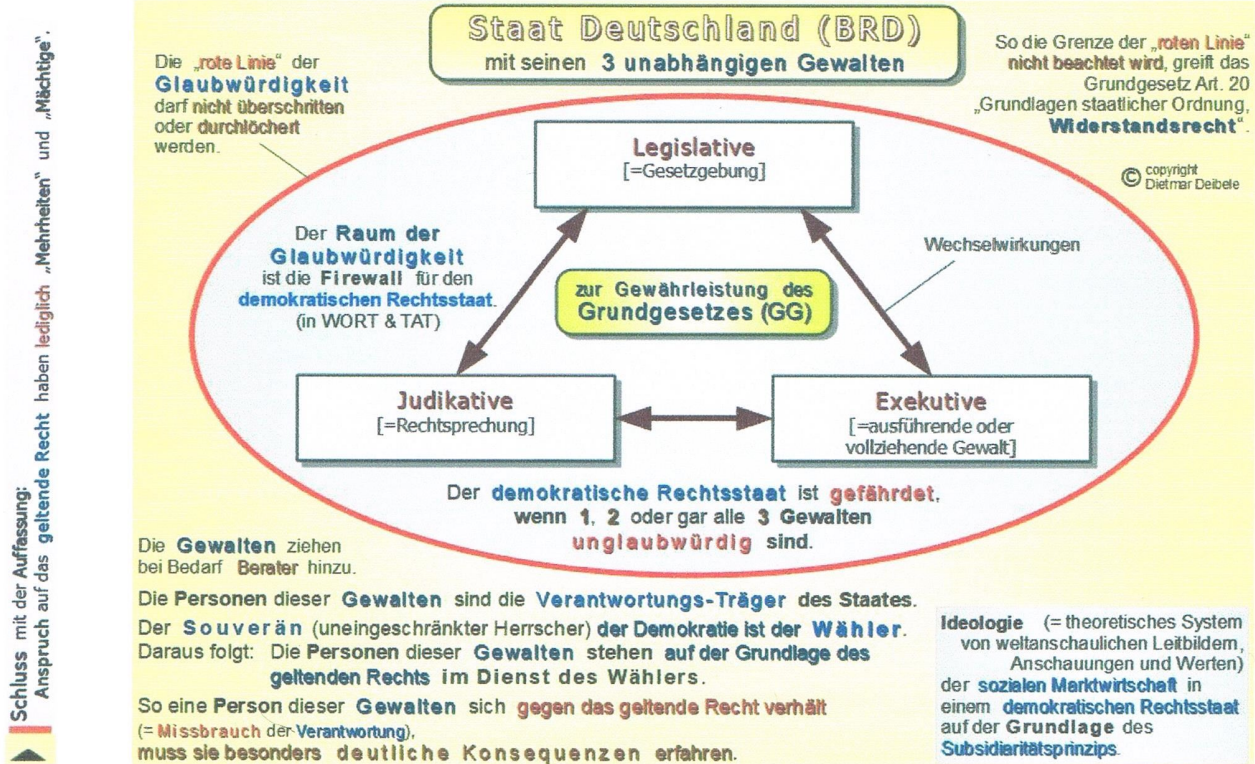 Schluss mit der Auffassung:
Anspruch auf das geltende Recht haben lediglich „Mehrheiten" und „Mächtige".
Staat Deutschland (BRD)
mit seinen 3 unabhängigen Gewalten
Die „rote Linie" der
Glaubwürdigkeit
darf nicht überschritten
oder durchlöchert
werden.
So die Grenze der „roten Linie"
nicht beachtet wird, greift das
Grundgesetz Art. 20
„Grundlagen staatlicher Ordnung,
Widerstandsrecht".
© copyright
Dietmar Deibele
Legislative
[=Gesetzgebung]
Der Raum der
Glaubwürdigkeit
ist die Firewall für den
demokratischen Rechtsstaat.
(in WORT & TAT)
Wechselwirkungen
zur Gewährleistung des
Grundgesetzes (GG)
Judikative
[=Rechtsprechung]
Exekutive
[=ausführende oder
vollziehende Gewalt]
Der demokratische Rechtsstaat ist gefährdet,
wenn 1, 2 oder gar alle 3 Gewalten
unglaubwürdig sind.
Die Gewalten ziehen
bei Bedarf Berater hinzu.
Die Personen dieser Gewalten sind die Verantwortungs-Träger des Staates.
Der Souverän (uneingeschränkter Herrscher) der Demokratie ist der Wähler.
Daraus folgt: Die Personen dieser Gewalten stehen auf der Grundlage des
geltenden Rechts im Dienst des Wählers.
So eine Person dieser Gewalten sich gegen das geltende Recht verhält
(= Missbrauch der Verantwortung),
muss sie besonders deutliche Konsequenzen erfahren.
Ideologie (= theoretisches System
von weltanschaulichen Leitbildern,
Anschauungen und Werten)
der sozialen Marktwirtschaft in
einem demokratischen Rechtsstaat
auf der Grundlage des
Subsidiaritätsprinzips.